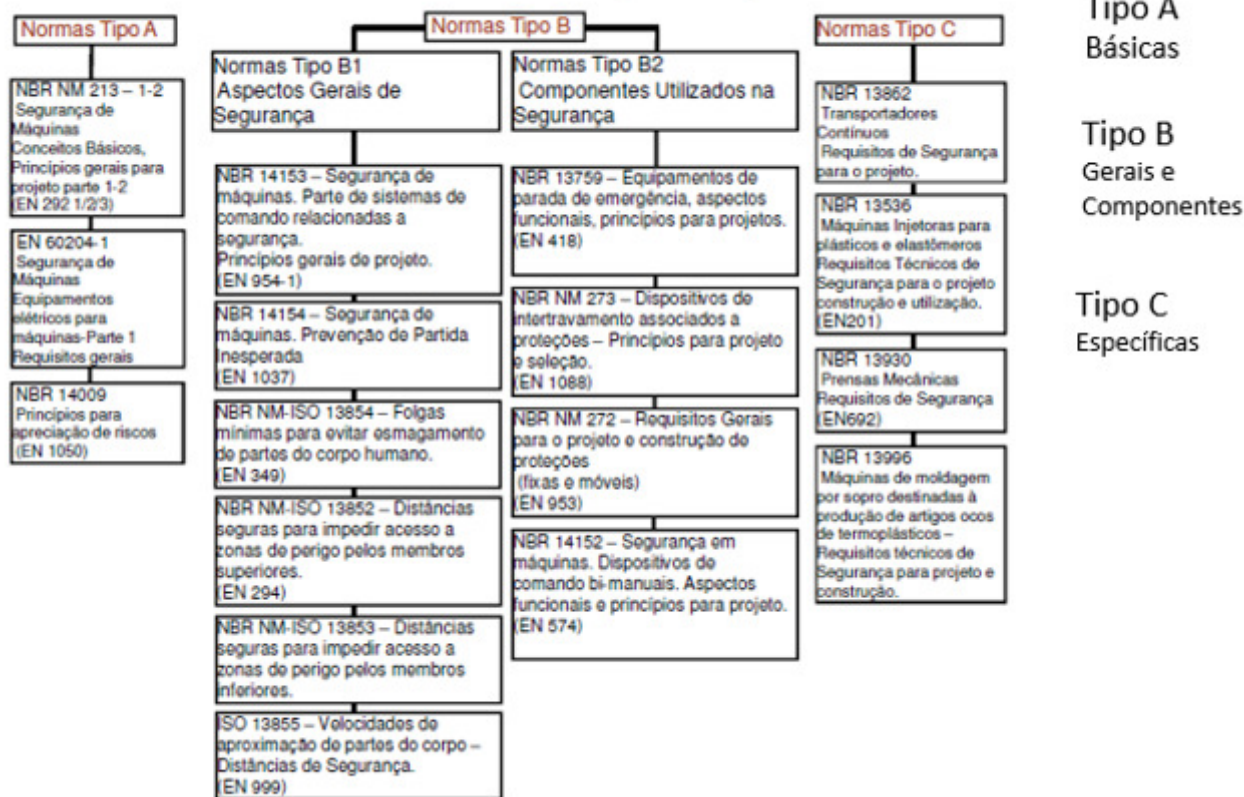 Normas Tipo A
NBR NM 213 – 1-2
Segurança de
Máquinas
Conceitos Básicos,
Princípios gerais para
projeto parte 1-2
(EN 292 1/2/3)
EN 60204-1
Segurança de
Máquinas
Equipamentos
elétricos para
máquinas-Parte 1
Requisitos gerais
NBR 14009
Princípios para
apreciação de riscos
(EN 1050)
Normas Tipo B
Normas Tipo B1
Aspectos Gerais de
Segurança
NBR 14153 – Segurança de
máquinas. Parte de sistemas de
comando relacionadas a
segurança.
Princípios gerais de projeto.
(EN 954-1)
NBR 14154 – Segurança de
máquinas. Prevenção de Partida
Inesperada
(EN 1037)
NBR NM-ISO 13854 – Folgas
mínimas para evitar esmagamento
de partes do corpo humano.
(EN 349)
NBR NM-ISO 13852 – Distâncias
seguras para impedir acesso a
zonas de perigo pelos membros
superiores.
(EN 294)
NBR NM-ISO 13853 – Distâncias
seguras para impedir acesso a
zonas de perigo pelos membros
inferiores.
ISO 13855 – Velocidades de
aproximação de partes do corpo –
Distâncias de Segurança.
(EN 999)
Normas Tipo B2
Componentes Utilizados na
Segurança
NBR 13759 – Equipamentos de
parada de emergência, aspectos
funcionais, princípios para projetos.
(EN 418)
NBR NM 273 – Dispositivos de
intertravamento associados a
proteções – Princípios para projeto
e seleção.
(EN 1088)
NBR NM 272 – Requisitos Gerais
para o projeto e construção de
proteções
(fixas e móveis)
(EN 953)
NBR 14152 – Segurança em
máquinas. Dispositivos de
comando bi-manuais. Aspectos
funcionais e princípios para projeto.
(EN 574)
Normas Tipo C
NBR 13862
Transportadores
Contínuos
Requisitos de Segurança
para o projeto.
NBR 13536
Máquinas Injetoras para
plásticos e elastômeros
Requisitos Técnicos de
Segurança para o projeto
construção e utilização.
(EN201)
NBR 13930
Prensas Mecânicas
Requisitos de Segurança
(EN692)
NBR 13996
Máquinas de moldagem
por sopro destinadas à
produção de artigos ocos
de termoplásticos –
Requisitos técnicos de
Segurança para projeto e
construção.
Tipo A
Básicas
Tipo B
Gerais e
Componentes
Tipo C
Específicas